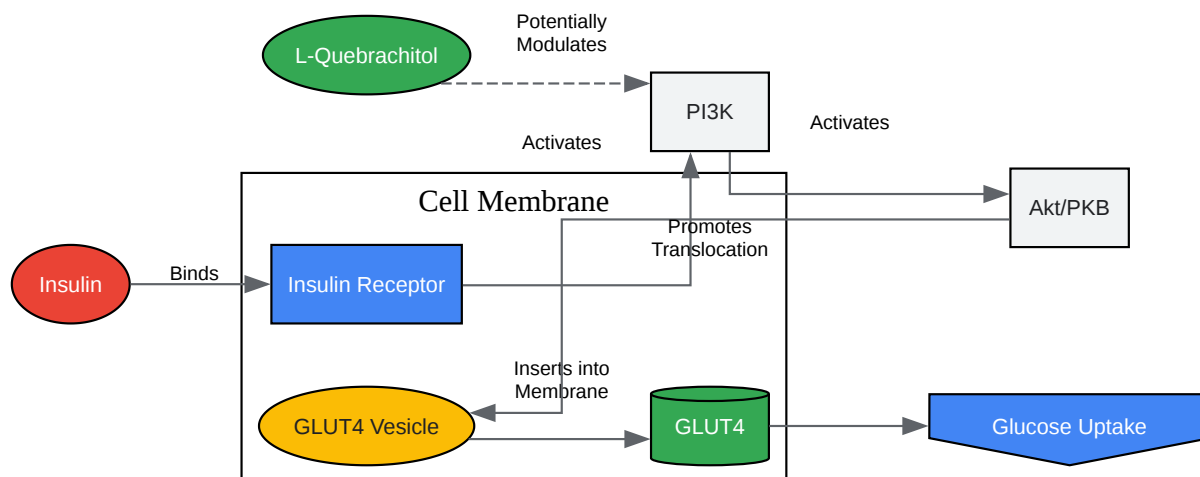 Potentially
Modulates
L-Quebrachitol
PI3K
Activates
Activates
Cell Membrane
Akt/PKB
Promotes
Translocation
Binds
Insulin
Insulin Receptor
Inserts into
Membrane
GLUT4 Vesicle
GLUT4
Glucose Uptake